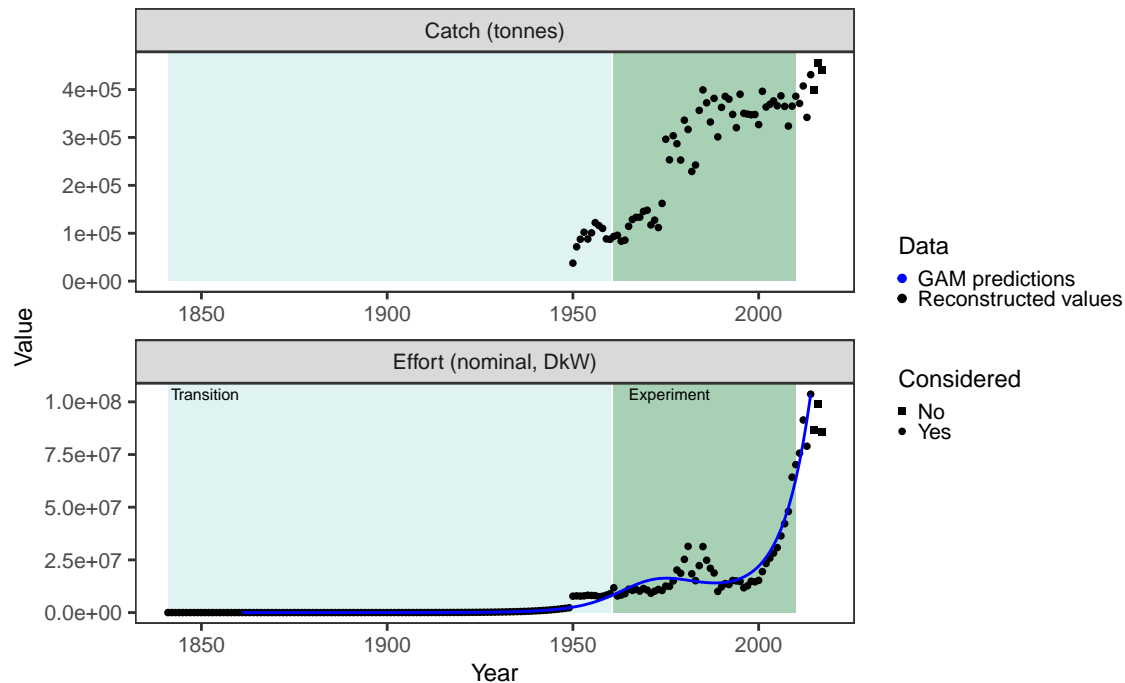 Catch (tonnes)
4e+05
3e+05
2e+05
1e+05
0e+00
1850
1900
1950
2000
Value
Effort (nominal, DkW)
Transition
Experiment
1.0e+08
7.5e+07
5.0e+07
2.5e+07
0.0e+00
1850
1900
1950
2000
Year
Data
GAM predictions
Reconstructed values
Considered
No
Yes